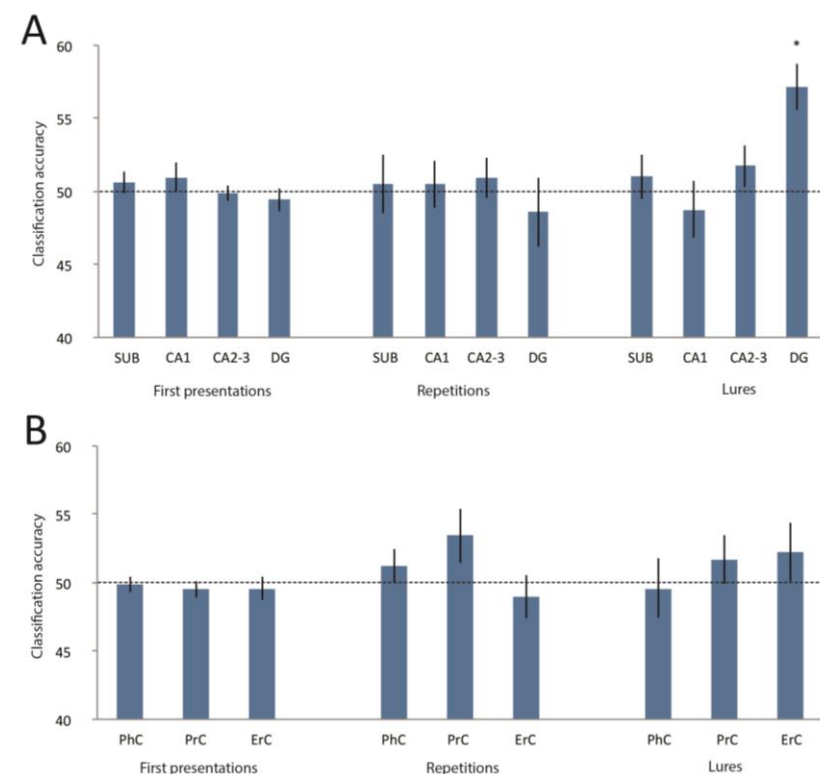 A
60
*
55
Classification accuracy
50
45
40
SUB CA1 CA2-3 DG SUB CA1 CA2-3 DG SUB CA1 CA2-3 DG
First presentations Repetitions Lures
B
60
55
Classification accuracy
50
45
40
PhC PrC ErC PhC PrC ErC PhC PrC ErC
First presentations Repetitions Lures